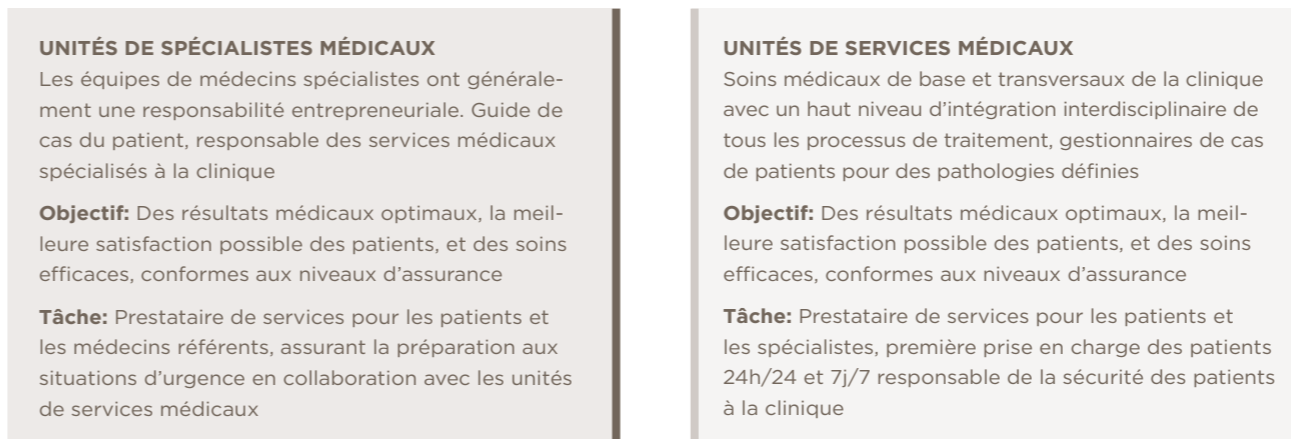 UNITÉS DE SPÉCIALISTES MÉDICAUX
Les équipes de médecins spécialistes ont générale-
ment une responsabilité entrepreneuriale. Guide de
cas du patient, responsable des services médicaux
spécialisés à la clinique
Objectif: Des résultats médicaux optimaux, la meil-
leure satisfaction possible des patients, et des soins
efficaces, conformes aux niveaux d’assurance
Tâche: Prestataire de services pour les patients et
les médecins référents, assurant la préparation aux
situations d’urgence en collaboration avec les unités
de services médicaux
UNITÉS DE SERVICES MÉDICAUX
Soins médicaux de base et transversaux de la clinique
avec un haut niveau d’intégration interdisciplinaire de
tous les processus de traitement, gestionnaires de cas
de patients pour des pathologies définies
Objectif: Des résultats médicaux optimaux, la meil-
leure satisfaction possible des patients, et des soins
efficaces, conformes aux niveaux d’assurance
Tâche: Prestataire de services pour les patients et
les spécialistes, première prise en charge des patients
24h/24 et 7j/7 responsable de la sécurité des patients
à la clinique